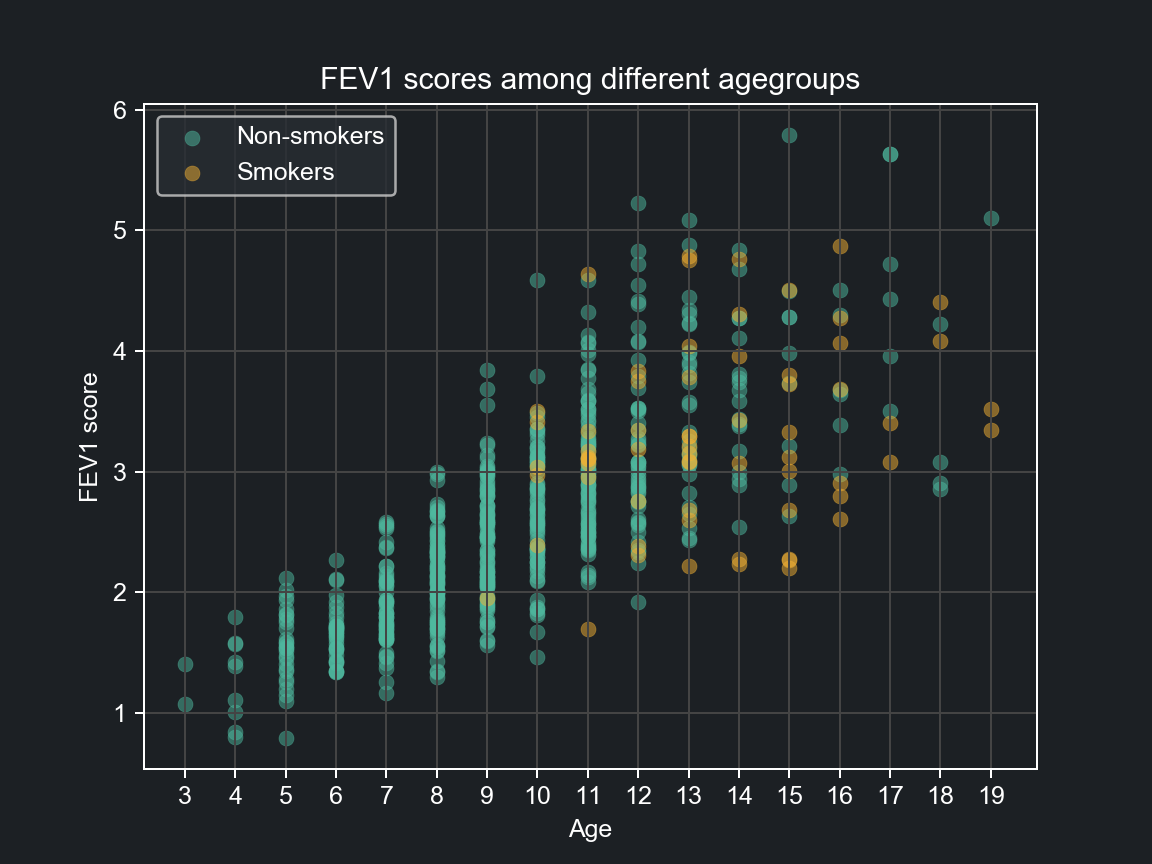 FEV1 scores among different agegroups
Non-smokers
Smokers
6
5
4
3
2
1
FEV1 score
3 4 5 6 7 8 9 10 11 12 13 14 15 16 17 18 19
Age